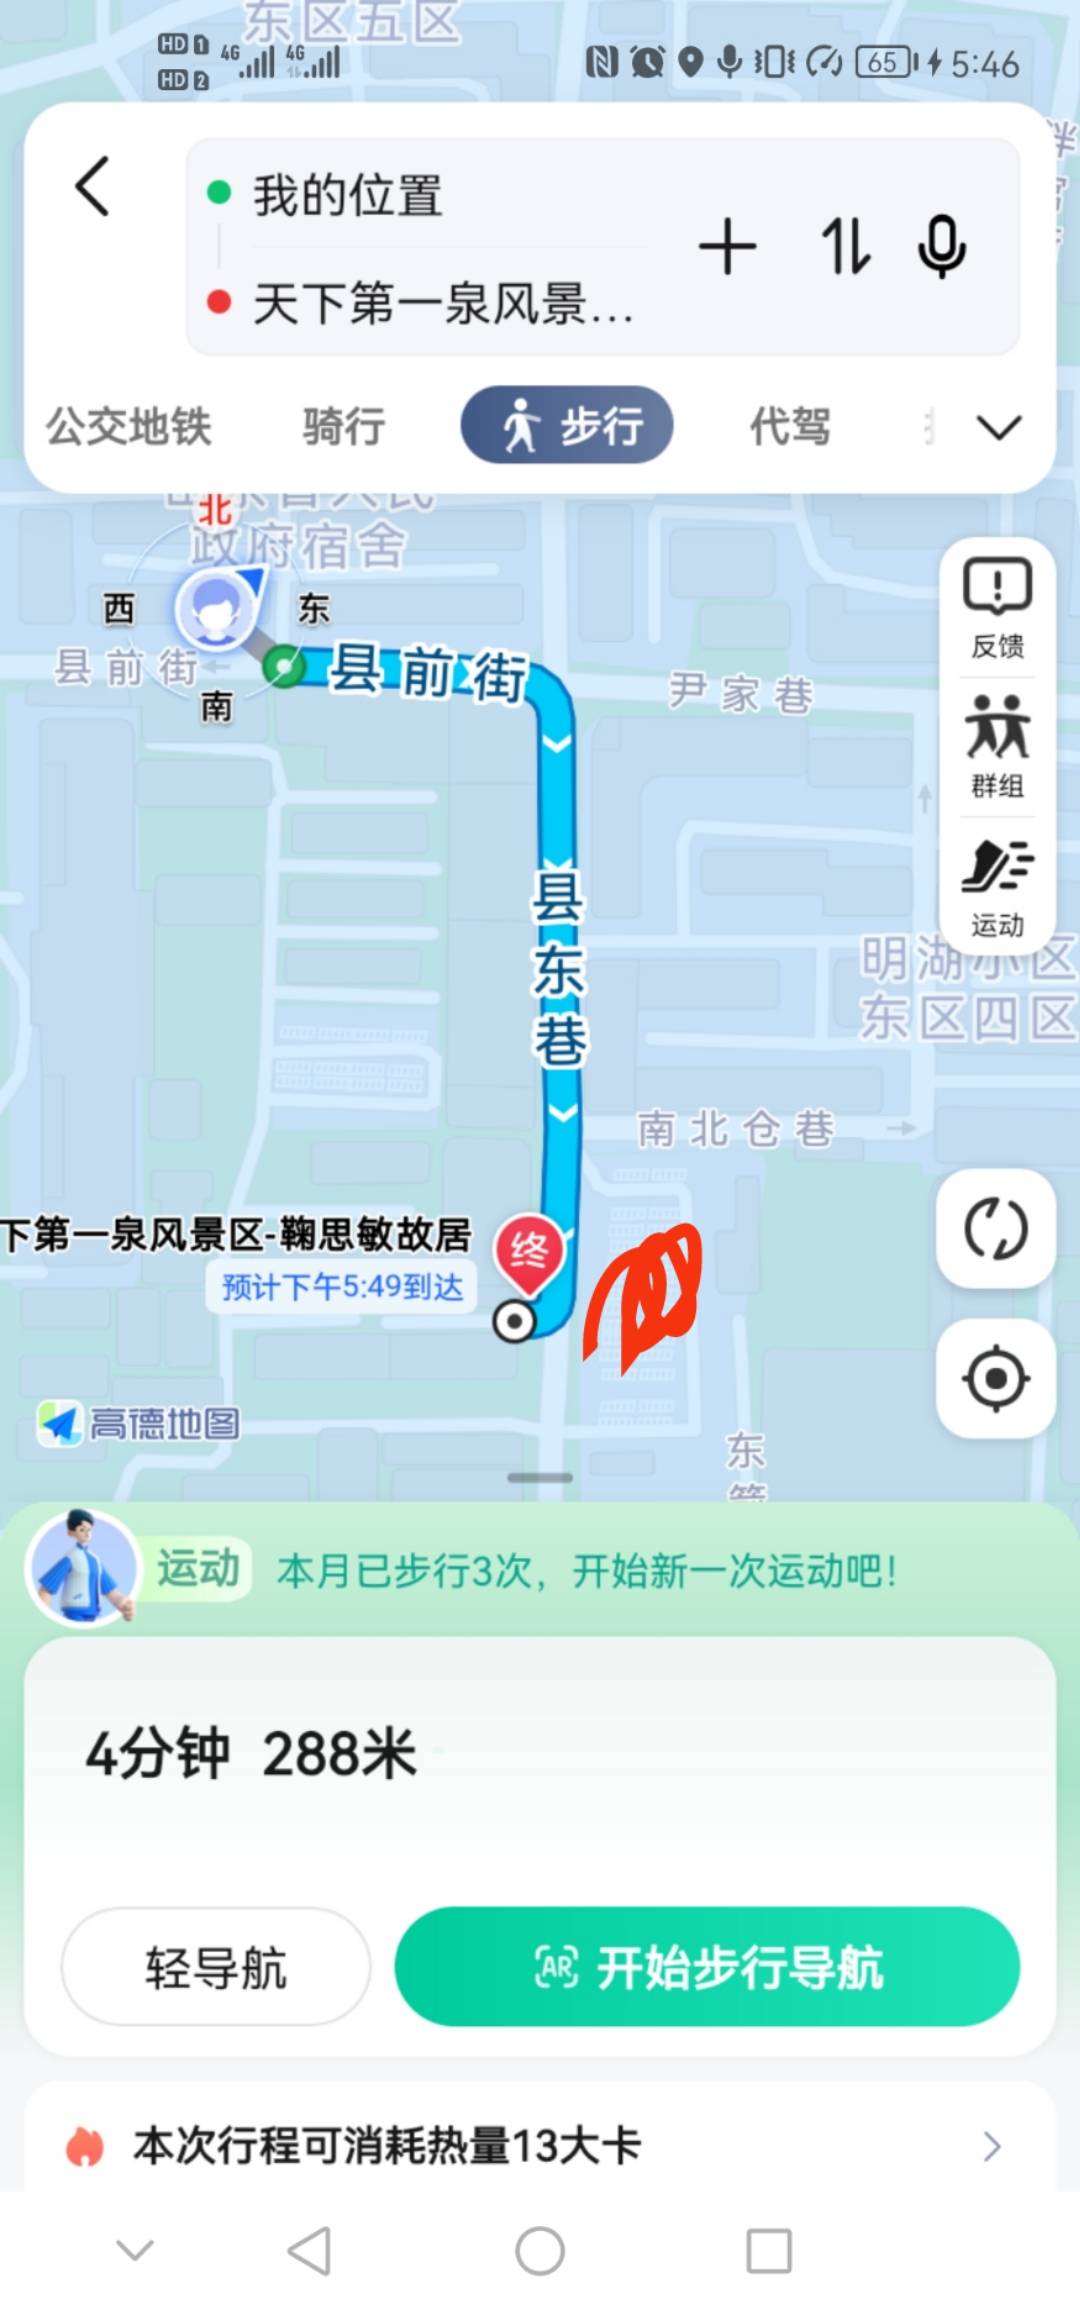 东区五区
HD 1 4G 4G 65 5:46
HD 2
我的位置
天下第一泉风景...
公交地铁 骑行 步行 代驾
北
政府宿舍
西 东
县前街 县前街
南
尹家巷
反馈
群组
运动
县东巷
明湖小区
东区四区
南北仓巷
下第一泉风景区-鞠思敏故居
终
预计下午5:49到达
高德地图
东
运动 本月已步行3次，开始新一次运动吧！
4分钟 288米
轻导航 AR 开始步行导航
本次行程可消耗热量13大卡